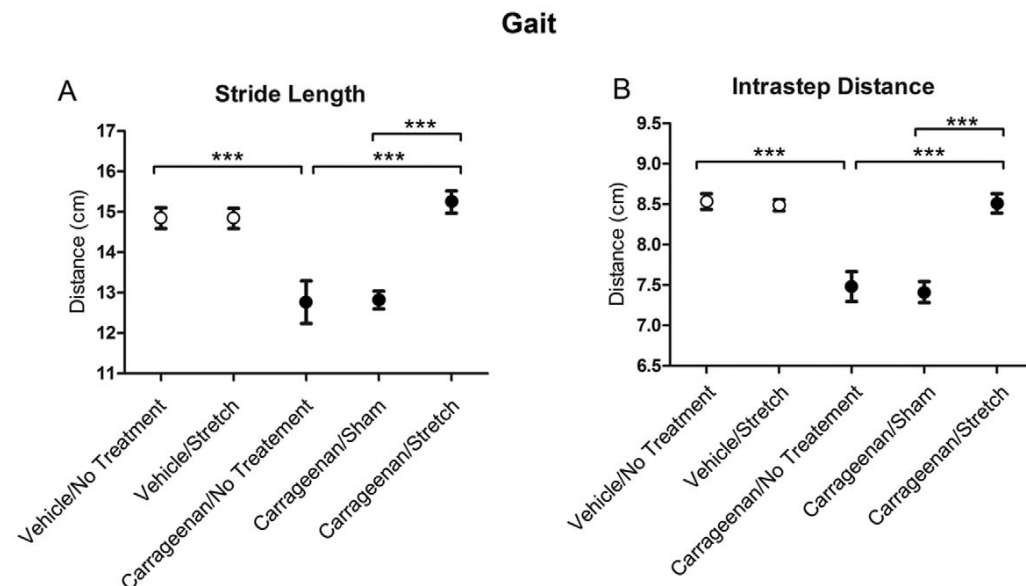 Gait
A
Stride Length
Distance (cm)
17
16
15
14
13
12
11
***
***
***
Vehicle/No Treatment
Vehicle/Stretch
Carrageenan/No Treatement
Carrageenan/Sham
Carrageenan/Stretch
B
Intrastep Distance
Distance (cm)
9.5
9.0
8.5
8.0
7.5
7.0
6.5
***
***
***
Vehicle/No Treatment
Vehicle/Stretch
Carrageenan/No Treatement
Carrageenan/Sham
Carrageenan/Stretch